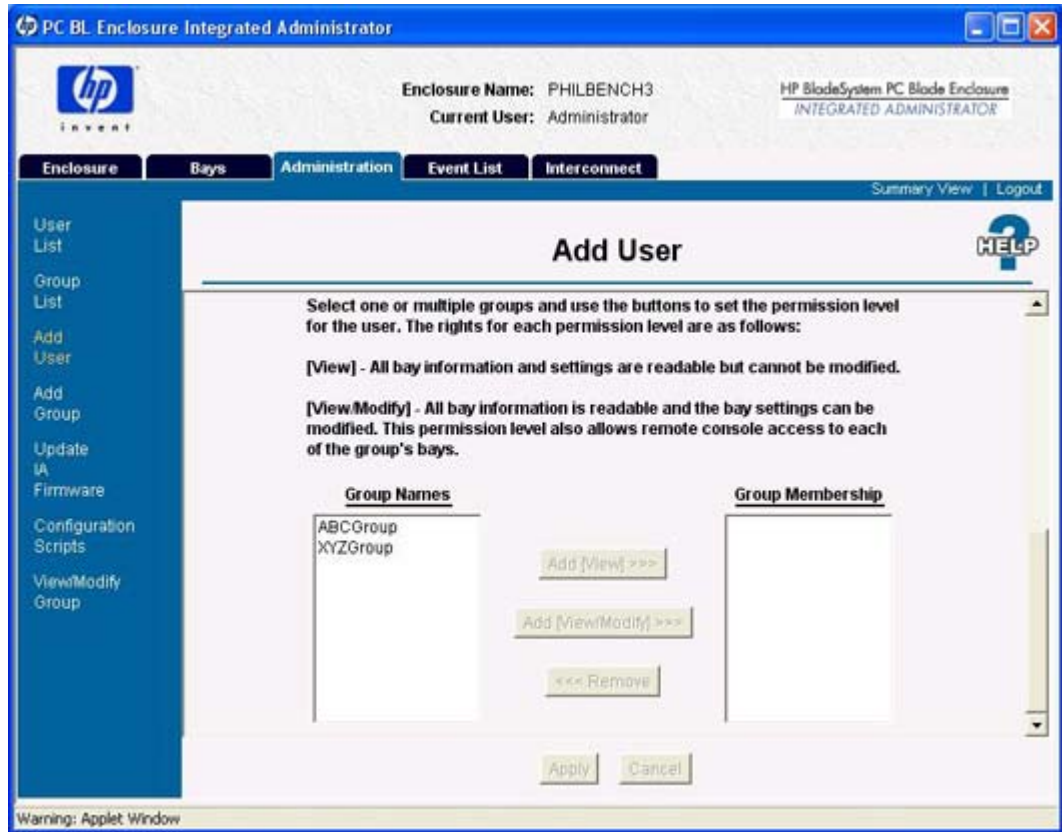 PC BL Enclosure Integrated Administrator
hp
invent
Enclosure Name: PHILBENCH3
Current User: Administrator
HP BladeSystem PC Blade Enclosure
INTEGRATED ADMINISTRATOR
Enclosure
Bays
Administration
Event List
Interconnect
Summary View | Logout
User
List
Group
List
Add
User
Add
Group
Update
IA
Firmware
Configuration
Scripts
View/Modify
Group
Add User
HELP
Select one or multiple groups and use the buttons to set the permission level
for the user. The rights for each permission level are as follows:
[View] - All bay information and settings are readable but cannot be modified.
[View/Modify] - All bay information is readable and the bay settings can be
modified. This permission level also allows remote console access to each
of the group's bays.
Group Names
ABCGroup
XYZGroup
Add [View] >>>
Add [View/Modify] >>>
<<< Remove
Group Membership
Apply
Cancel
Warning: Applet Window